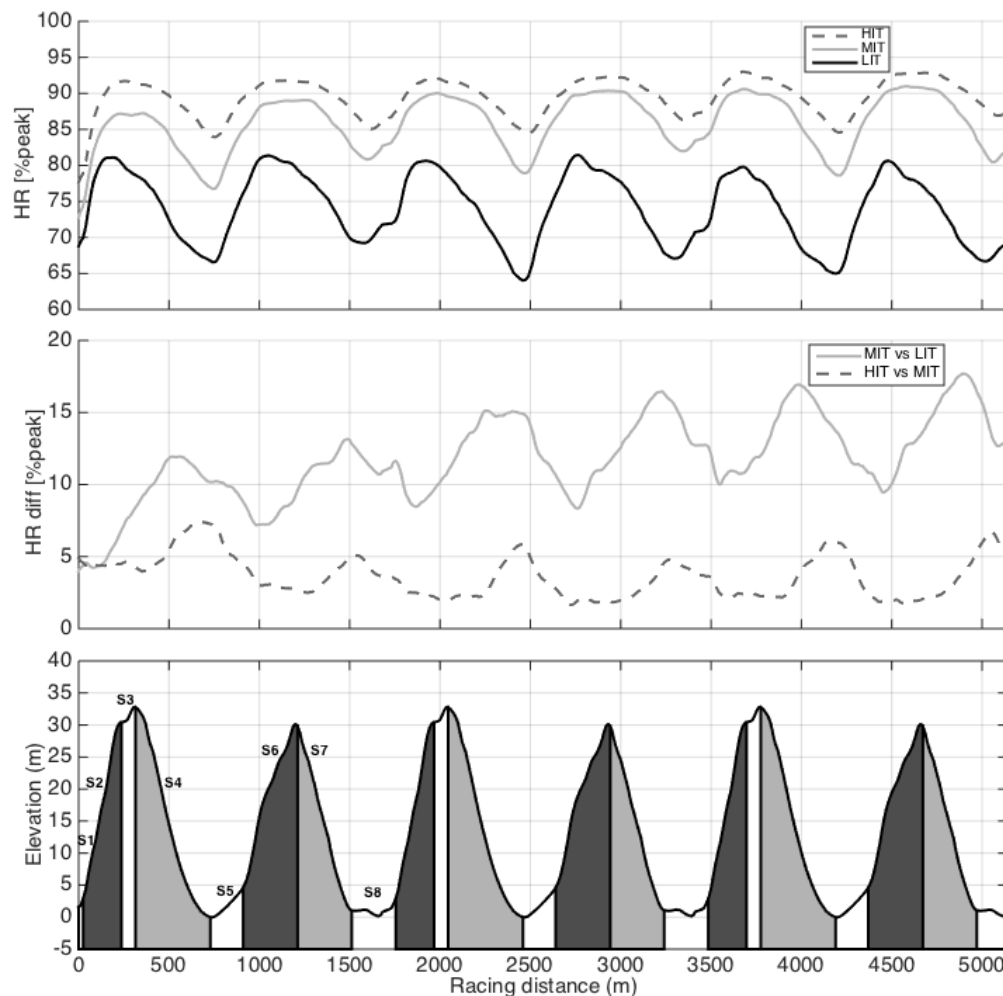 100
95
90
85
80
75
70
65
60
HR [%peak]
HIT
MIT
LIT
20
15
10
5
0
HR diff [%peak]
MIT vs LIT
HIT vs MIT
40
35
30
25
20
15
10
5
0
-5
Elevation (m)
S1
S2
S3
S4
S5
S6
S7
S8
0 500 1000 1500 2000 2500 3000 3500 4000 4500 5000
Racing distance (m)